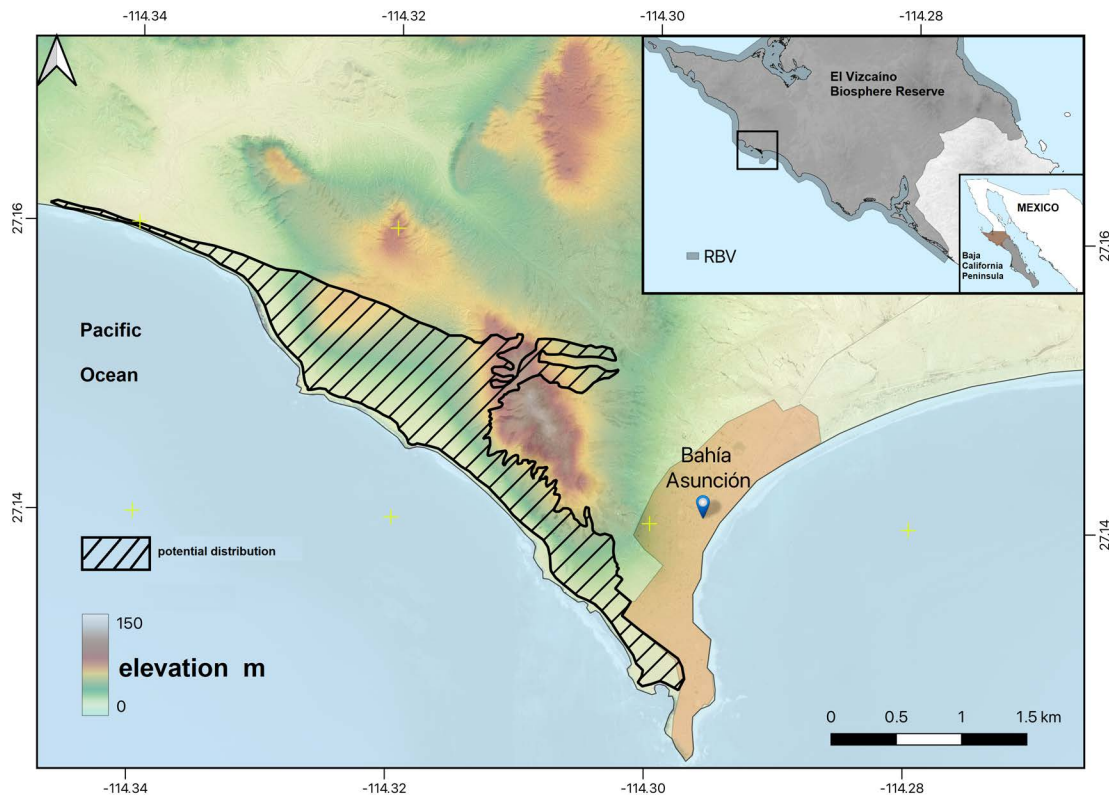 -114.34
-114.32
-114.30
-114.28
El Vizcaíno
Biosphere Reserve
MEXICO
Baja
California
Peninsula
RBV
27.16
27.16
Pacific
Ocean
Bahía
Asunción
27.14
27.14
potential distribution
150
elevation m
0
0
0.5
1
1.5 km
-114.34
-114.32
-114.30
-114.28